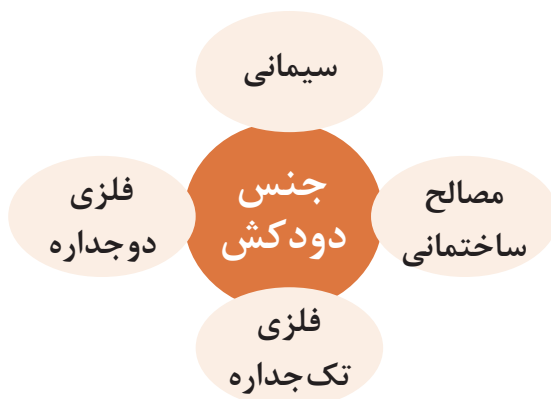 سیمانی
جنس
دودکش
مصالح
ساختمانی
فلزی
دوجداره
فلزی
تک‌جداره